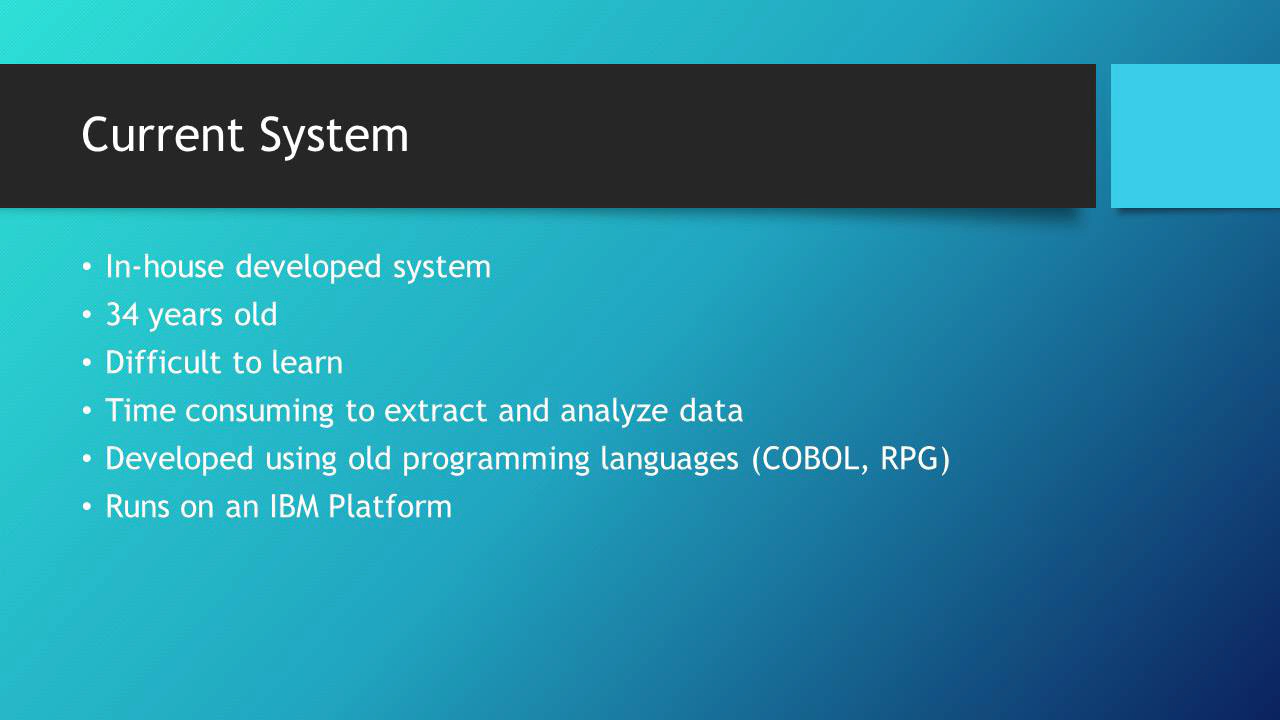 Current System
• In-house developed system
• 34 years old
• Difficult to learn
• Time consuming to extract and analyze data
• Developed using old programming languages (COBOL, RPG)
• Runs on an IBM Platform